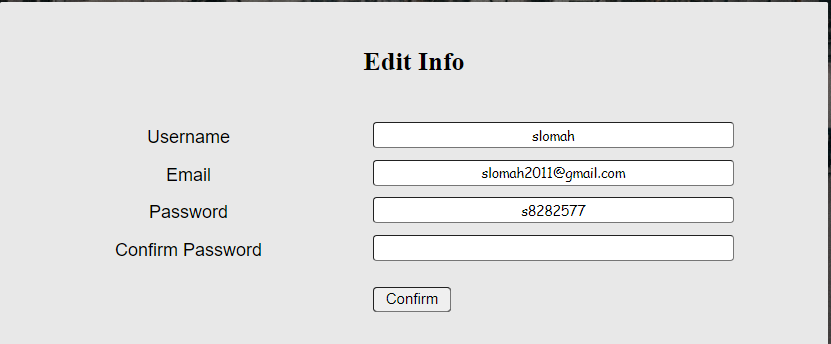 Edit Info
Username slomah
Email slomah2011@gmail.com
Password s8282577
Confirm Password
Confirm